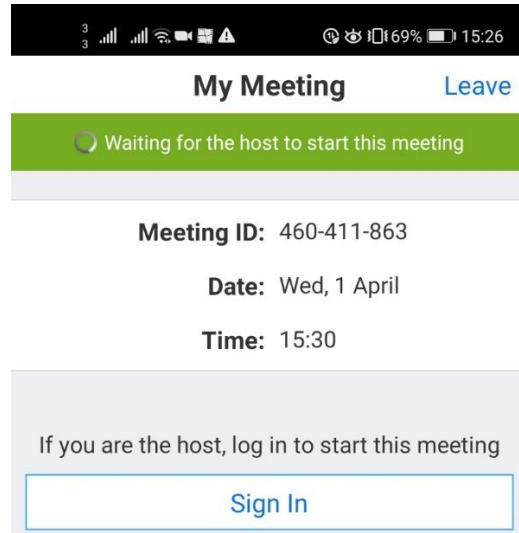 3
3
69% 15:26
My Meeting Leave
Waiting for the host to start this meeting
Meeting ID: 460-411-863
Date: Wed, 1 April
Time: 15:30
If you are the host, log in to start this meeting
Sign In